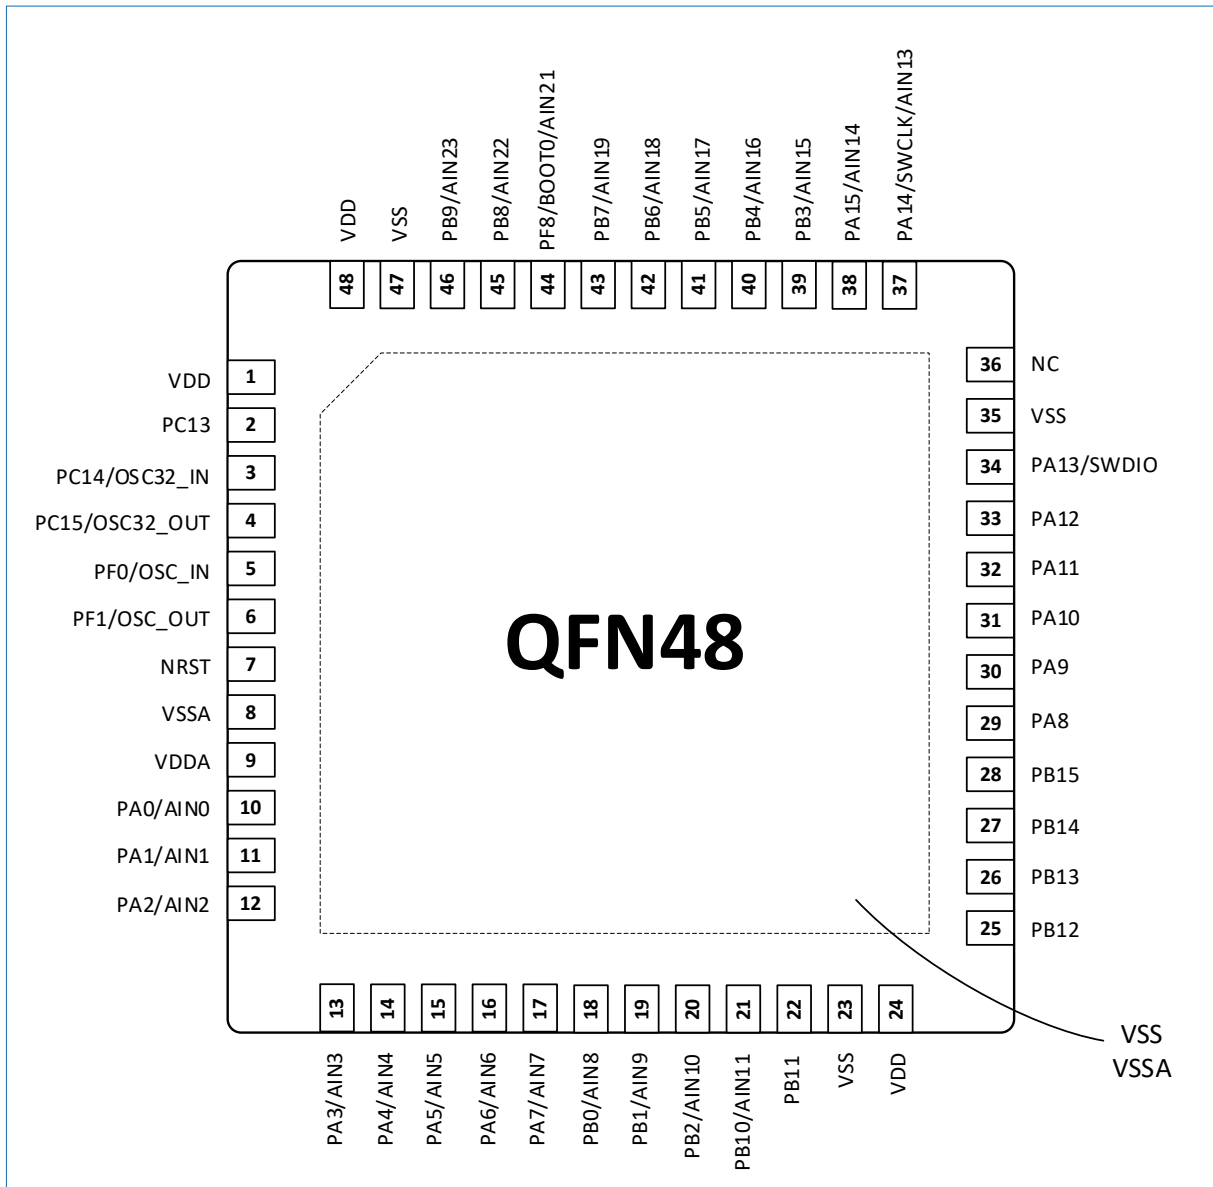 VDD
VSS
PB9/AIN23
PB8/AIN22
PF8/BOOT0/AIN21
PB7/AIN19
PB6/AIN18
PB5/AIN17
PB4/AIN16
PB3/AIN15
PA15/AIN14
PA14/SWCLK/AIN13
48
47
46
45
44
43
42
41
40
39
38
37
VDD 1
PC13 2
PC14/OSC32_IN 3
PC15/OSC32_OUT 4
PF0/OSC_IN 5
PF1/OSC_OUT 6
NRST 7
VSSA 8
VDDA 9
PA0/AIN0 10
PA1/AIN1 11
PA2/AIN2 12
QFN48
36 NC
35 VSS
34 PA13/SWDIO
33 PA12
32 PA11
31 PA10
30 PA9
29 PA8
28 PB15
27 PB14
26 PB13
25 PB12
13
14
15
16
17
18
19
20
21
22
23
24
PA3/AIN3
PA4/AIN4
PA5/AIN5
PA6/AIN6
PA7/AIN7
PB0/AIN8
PB1/AIN9
PB2/AIN10
PB10/AIN11
PB11
VSS
VDD
VSS
VSSA